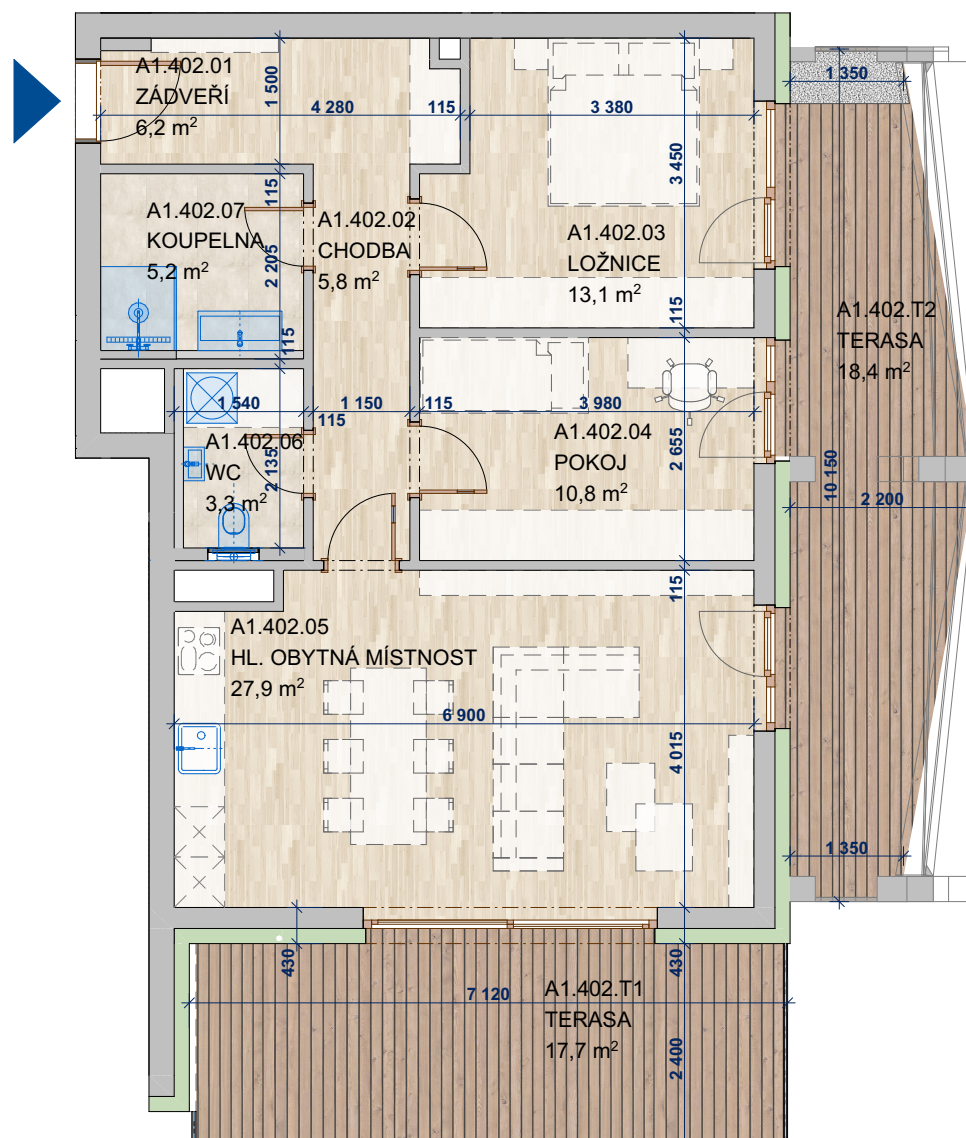 A1.402.01
ZÁDVEŘÍ
6,2 m²
1 500
4 280
115
3 380
1 350
3 450
A1.402.07
KOUPELNA
5,2 m²
115
2 205
115
A1.402.02
CHODBA
5,8 m²
A1.402.03
LOŽNICE
13,1 m²
115
A1.402.T2
TERASA
18,4 m²
1 540
1 150
115
115
3 980
A1.402.06
WC
3,3 m²
2 135
A1.402.04
POKOJ
10,8 m²
2 655
10 150
2 200
115
A1.402.05
HL. OBYTNÁ MÍSTNOST
27,9 m²
6 900
4 015
1 350
430
430
7 120
A1.402.T1
TERASA
17,7 m²
2 400